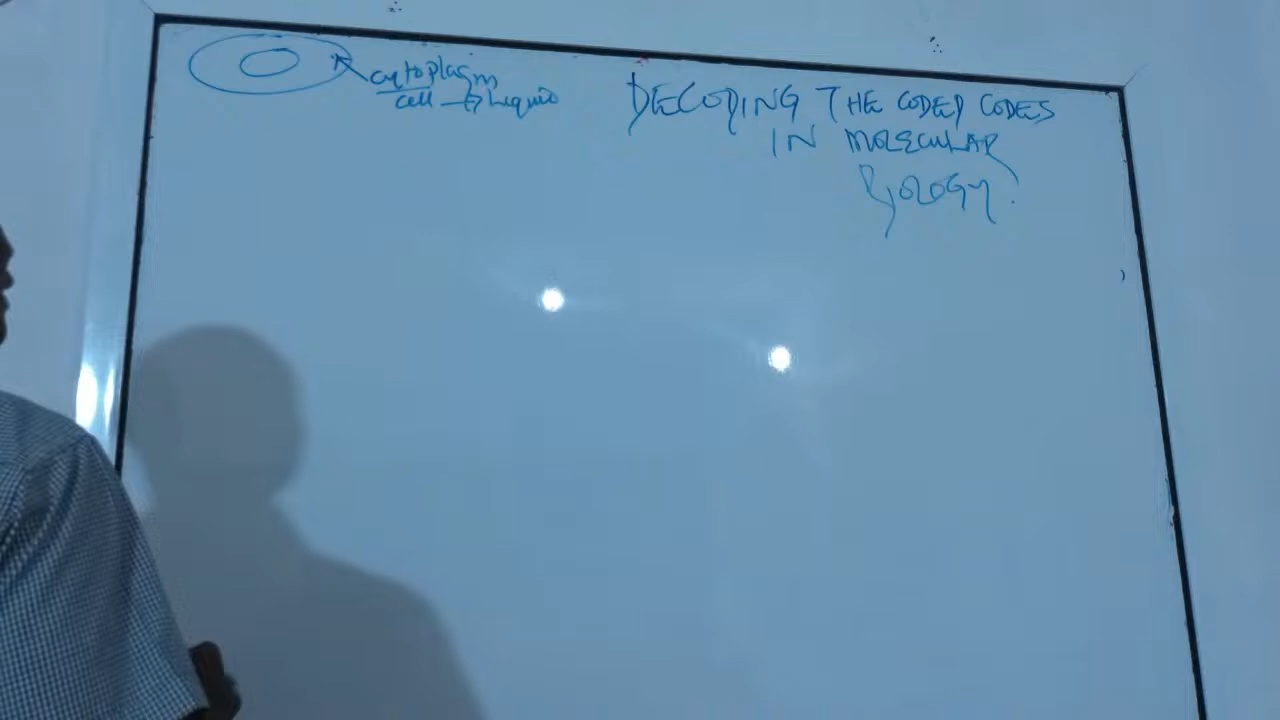 cytoplasm
cell → Liquid
DECODING THE CODED CODES
IN MOLECULAR
BIOLOGY.